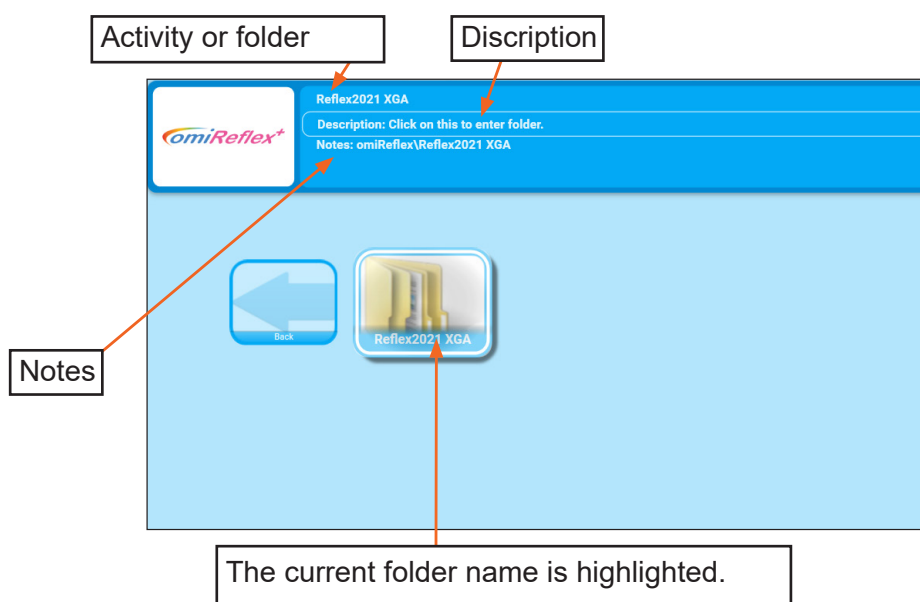 Activity or folder
Discription
Reflex2021 XGA
Description: Click on this to enter folder.
Notes: omiReflex\Reflex2021 XGA
omiReflex+
Back
Reflex2021 XGA
Notes
The current folder name is highlighted.